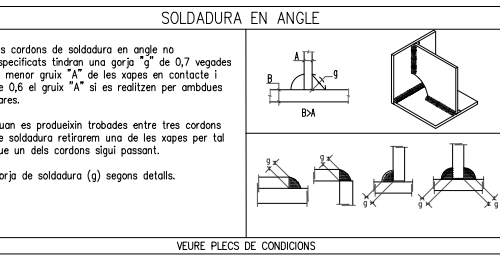 SOLDADURA EN ANGLE
s cordons de soldadura en angle no
specificats tindran una gorja "g" de 0,7 vegades
menor gruix "A" de les xapes en contacte i
e 0,6 el gruix "A" si es realitzen per ambdues
ares.
uan es produeixin trobades entre tres cordons
e soldadura retirarem una de les xapes per tal
ue un dels cordons sigui passant.
orja de soldadura (g) segons detalls.
A
g
B
B>A
g
g
g
g
g
VEURE PLECS DE CONDICIONS